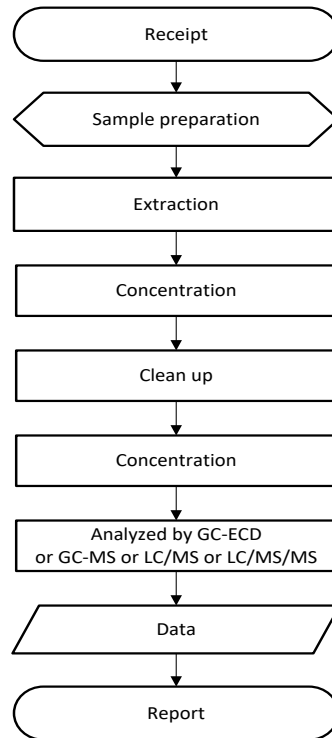 Receipt
Sample preparation
Extraction
Concentration
Clean up
Concentration
Analyzed by GC-ECD
or GC-MS or LC/MS or LC/MS/MS
Data
Report